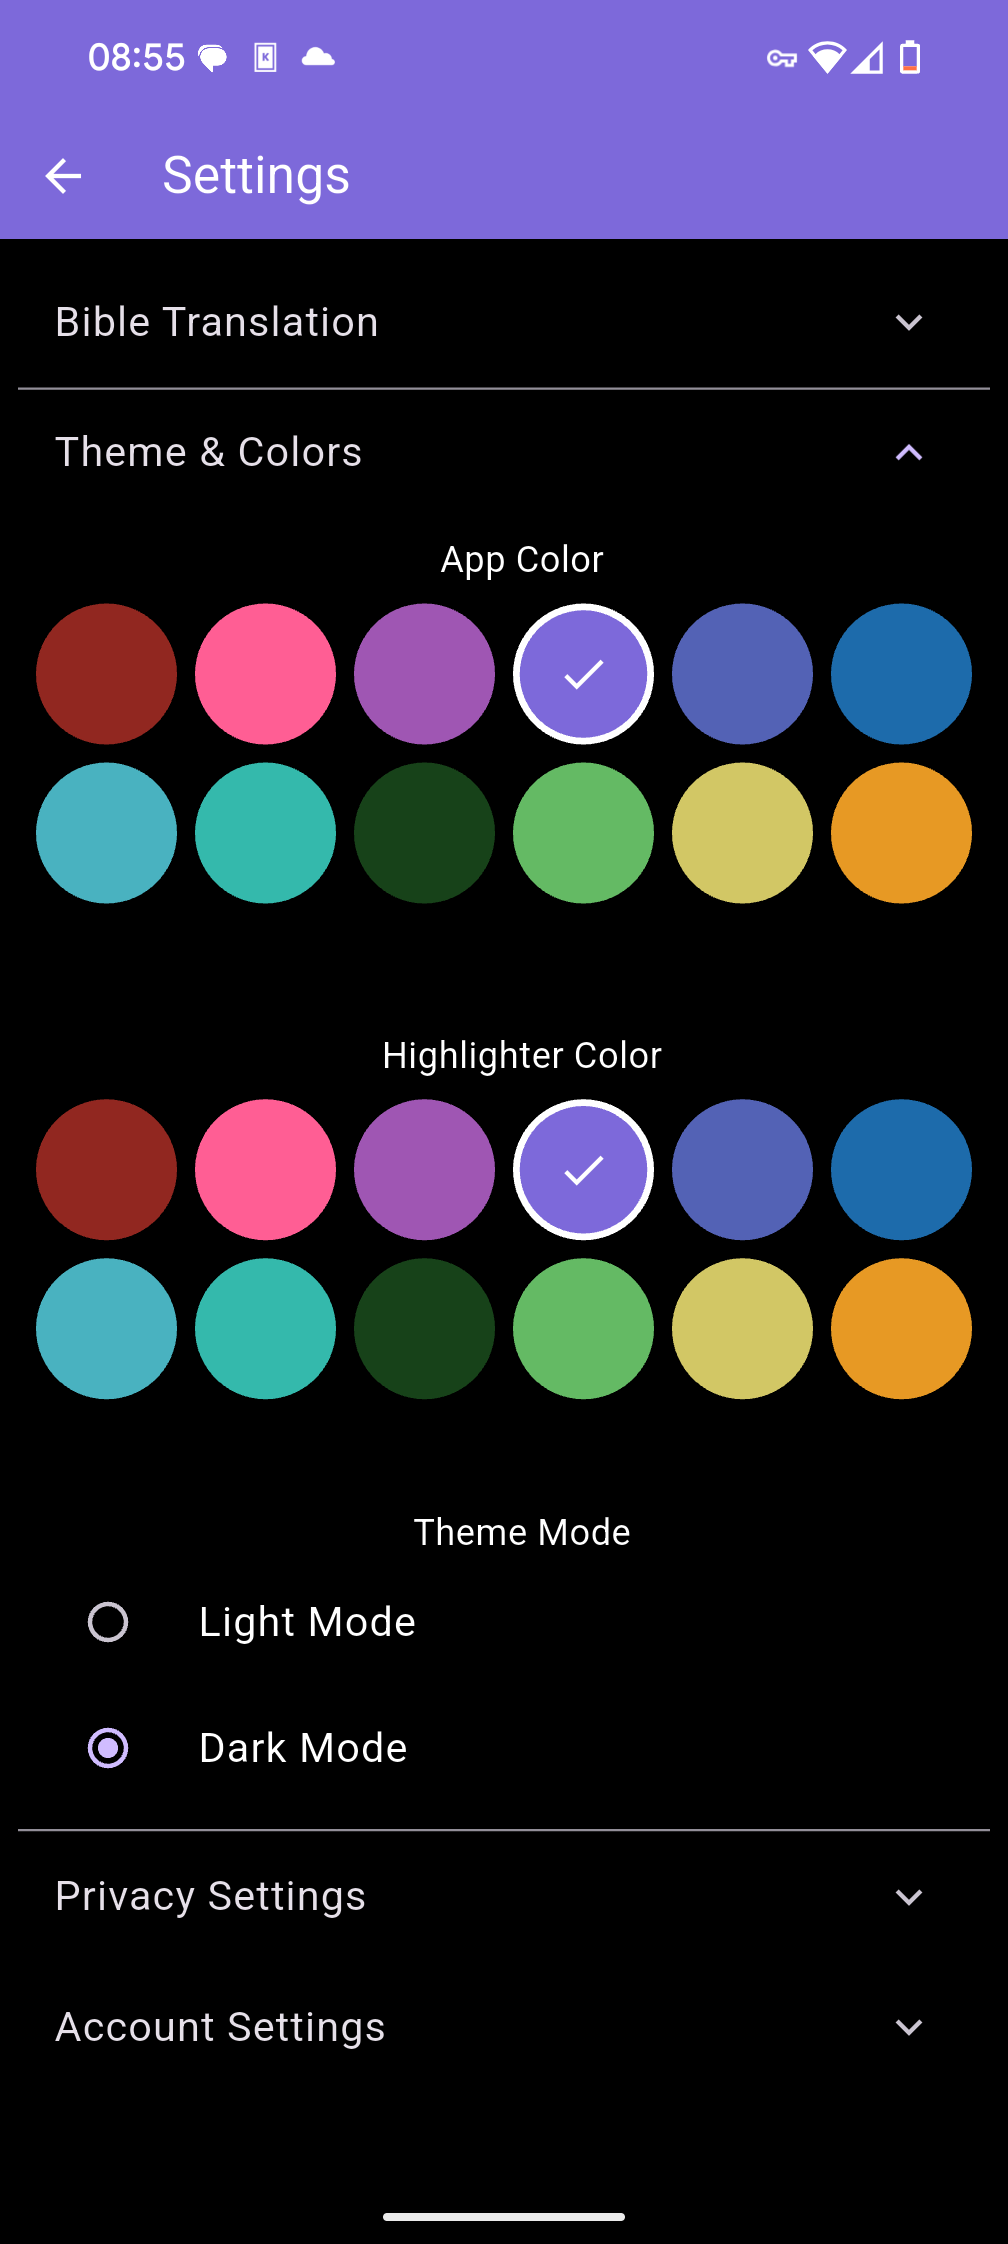 08:55
Settings
Bible Translation
Theme & Colors
App Color
Highlighter Color
Theme Mode
Light Mode
Dark Mode
Privacy Settings
Account Settings